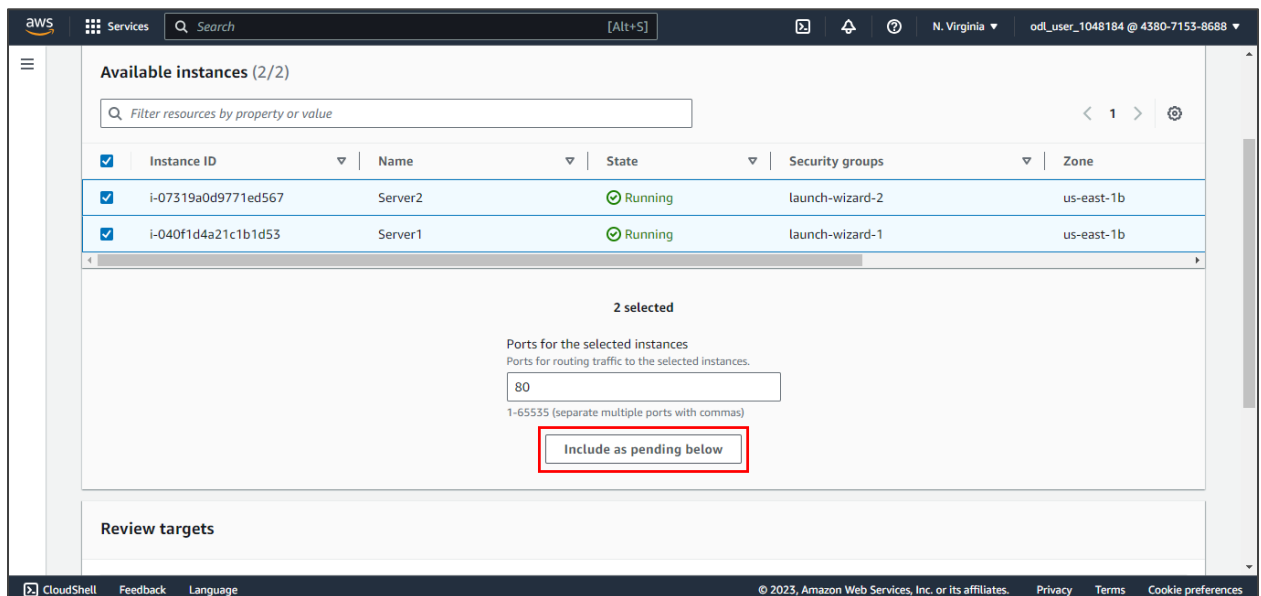 aws Services Search [Alt+S] N. Virginia ▼ odl_user_1048184 @ 4380-7153-8688 ▼
Available instances (2/2)
Filter resources by property or value < 1 >
Instance ID Name State Security groups Zone
i-07319a0d9771ed567 Server2 Running launch-wizard-2 us-east-1b
i-040f1d4a21c1b1d53 Server1 Running launch-wizard-1 us-east-1b
2 selected
Ports for the selected instances
Ports for routing traffic to the selected instances.
80
1-65535 (separate multiple ports with commas)
Include as pending below
Review targets
CloudShell Feedback Language © 2023, Amazon Web Services, Inc. or its affiliates. Privacy Terms Cookie preferences